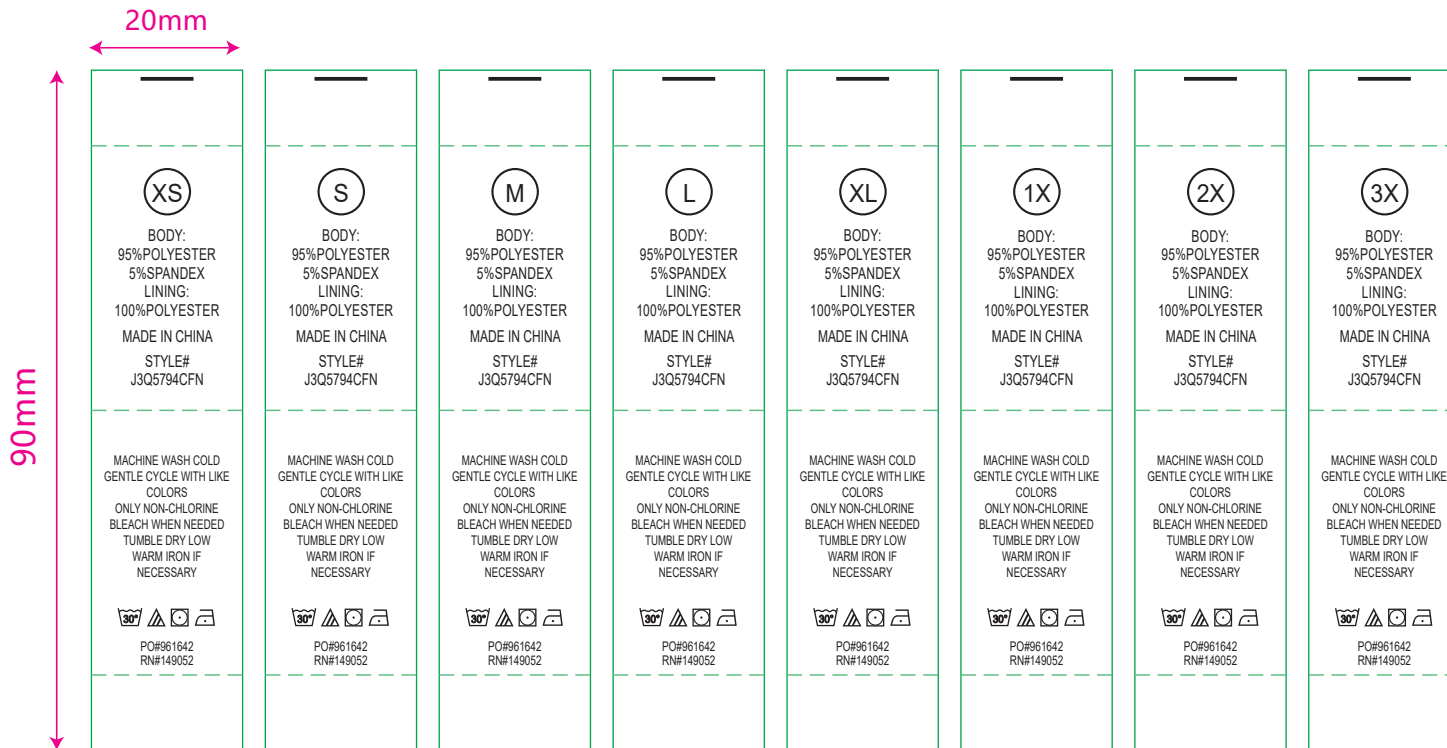 20mm
90mm
XS
BODY:
95%POLYESTER
5%SPANDEX
LINING:
100%POLYESTER
MADE IN CHINA
STYLE#
J3Q5794CFN
MACHINE WASH COLD
GENTLE CYCLE WITH LIKE
COLORS
ONLY NON-CHLORINE
BLEACH WHEN NEEDED
TUMBLE DRY LOW
WARM IRON IF
NECESSARY
30°
PO#961642
RN#149052
S
BODY:
95%POLYESTER
5%SPANDEX
LINING:
100%POLYESTER
MADE IN CHINA
STYLE#
J3Q5794CFN
MACHINE WASH COLD
GENTLE CYCLE WITH LIKE
COLORS
ONLY NON-CHLORINE
BLEACH WHEN NEEDED
TUMBLE DRY LOW
WARM IRON IF
NECESSARY
30°
PO#961642
RN#149052
M
BODY:
95%POLYESTER
5%SPANDEX
LINING:
100%POLYESTER
MADE IN CHINA
STYLE#
J3Q5794CFN
MACHINE WASH COLD
GENTLE CYCLE WITH LIKE
COLORS
ONLY NON-CHLORINE
BLEACH WHEN NEEDED
TUMBLE DRY LOW
WARM IRON IF
NECESSARY
30°
PO#961642
RN#149052
L
BODY:
95%POLYESTER
5%SPANDEX
LINING:
100%POLYESTER
MADE IN CHINA
STYLE#
J3Q5794CFN
MACHINE WASH COLD
GENTLE CYCLE WITH LIKE
COLORS
ONLY NON-CHLORINE
BLEACH WHEN NEEDED
TUMBLE DRY LOW
WARM IRON IF
NECESSARY
30°
PO#961642
RN#149052
XL
BODY:
95%POLYESTER
5%SPANDEX
LINING:
100%POLYESTER
MADE IN CHINA
STYLE#
J3Q5794CFN
MACHINE WASH COLD
GENTLE CYCLE WITH LIKE
COLORS
ONLY NON-CHLORINE
BLEACH WHEN NEEDED
TUMBLE DRY LOW
WARM IRON IF
NECESSARY
30°
PO#961642
RN#149052
1X
BODY:
95%POLYESTER
5%SPANDEX
LINING:
100%POLYESTER
MADE IN CHINA
STYLE#
J3Q5794CFN
MACHINE WASH COLD
GENTLE CYCLE WITH LIKE
COLORS
ONLY NON-CHLORINE
BLEACH WHEN NEEDED
TUMBLE DRY LOW
WARM IRON IF
NECESSARY
30°
PO#961642
RN#149052
2X
BODY:
95%POLYESTER
5%SPANDEX
LINING:
100%POLYESTER
MADE IN CHINA
STYLE#
J3Q5794CFN
MACHINE WASH COLD
GENTLE CYCLE WITH LIKE
COLORS
ONLY NON-CHLORINE
BLEACH WHEN NEEDED
TUMBLE DRY LOW
WARM IRON IF
NECESSARY
30°
PO#961642
RN#149052
3X
BODY:
95%POLYESTER
5%SPANDEX
LINING:
100%POLYESTER
MADE IN CHINA
STYLE#
J3Q5794CFN
MACHINE WASH COLD
GENTLE CYCLE WITH LIKE
COLORS
ONLY NON-CHLORINE
BLEACH WHEN NEEDED
TUMBLE DRY LOW
WARM IRON IF
NECESSARY
30°
PO#961642
RN#149052